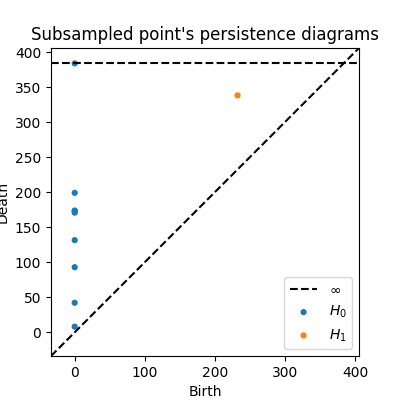 Subsampled point's persistence diagrams
400
350
300
250
200
150
100
50
0
Death
0 100 200 300 400
Birth
∞
H₀
H₁